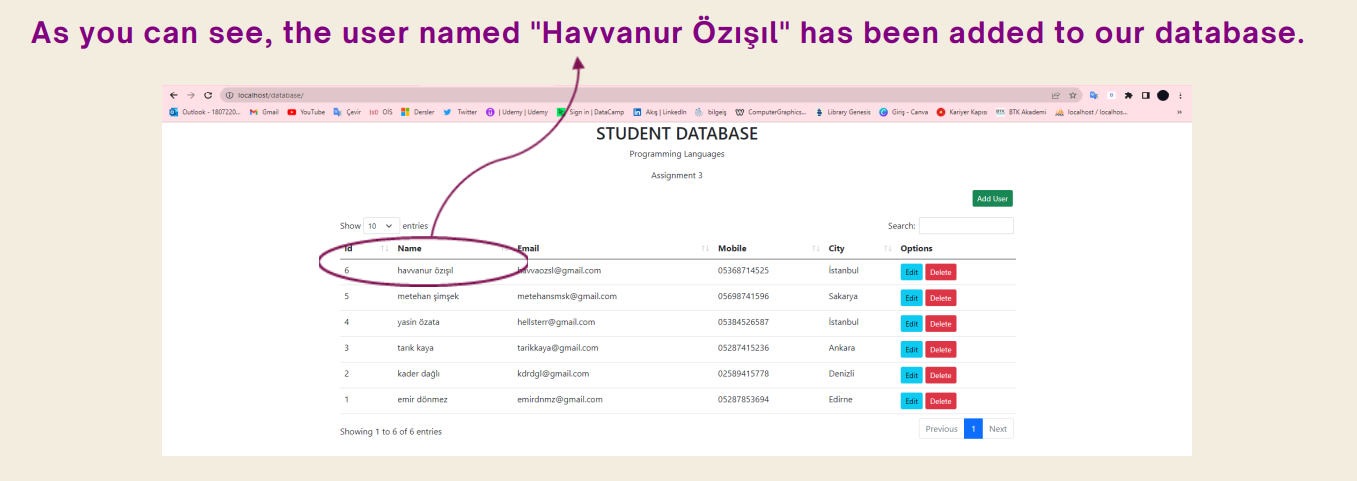 As you can see, the user named "Havvanur Özışıl" has been added to our database.
localhost/database/
Outlook - 1807220... Gmail YouTube Çevir OIS Dersler Twitter | Udemy | Udemy Sign in | DataCamp Akış | LinkedIn bilgeiş ComputerGraphics... Library Genesis Giriş - Canva Kariyer Kapısı BTK Akademi localhost / localhos... »
STUDENT DATABASE
Programming Languages
Assignment 3
Add User
Show 10 entries Search:
Id Name Email Mobile City Options
6 havvanur özışıl havvaozsl@gmail.com 05368714525 İstanbul Edit Delete
5 metehan şimşek metehansmsk@gmail.com 05698741596 Sakarya Edit Delete
4 yasin özata hellsterr@gmail.com 05384526587 İstanbul Edit Delete
3 tarık kaya tarikkaya@gmail.com 05287415236 Ankara Edit Delete
2 kader dağlı kdrdgl@gmail.com 02589415778 Denizli Edit Delete
1 emir dönmez emirdnmz@gmail.com 05287853694 Edirne Edit Delete
Showing 1 to 6 of 6 entries Previous 1 Next